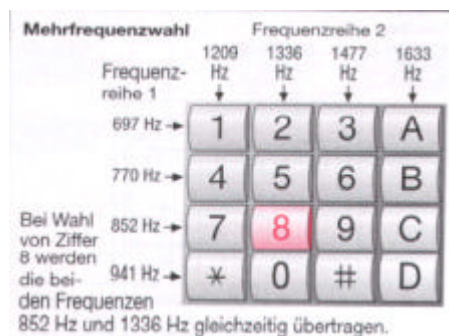 Mehrfrequenzwahl
Frequenzreihe 2
1209 1336 1477 1633
Hz Hz Hz Hz
Frequenz-
reihe 1
697 Hz 1 2 3 A
770 Hz 4 5 6 B
852 Hz 7 8 9 C
941 Hz * 0 # D
Bei Wahl
von Ziffer
8 werden
die bei-
den Frequenzen
852 Hz und 1336 Hz gleichzeitig übertragen.